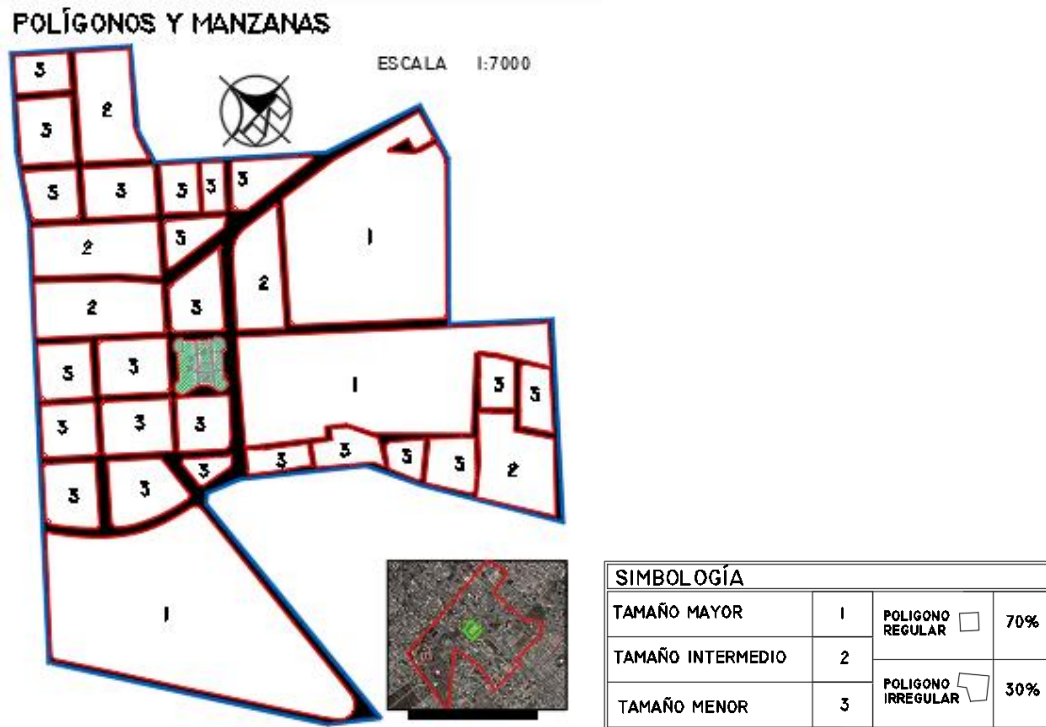 POLÍGONOS Y MANZANAS
ESCALA 1:7000
3
2
3
3 3 3 3 3
3 1
2
2
2 3
3 3
1 3 3
3 3 3
3 3 3 3 3 2
3 3
1
SIMBOLOGÍA
TAMAÑO MAYOR 1
POLIGONO
REGULAR 70%
TAMAÑO INTERMEDIO 2
POLIGONO
IRREGULAR 30%
TAMAÑO MENOR 3